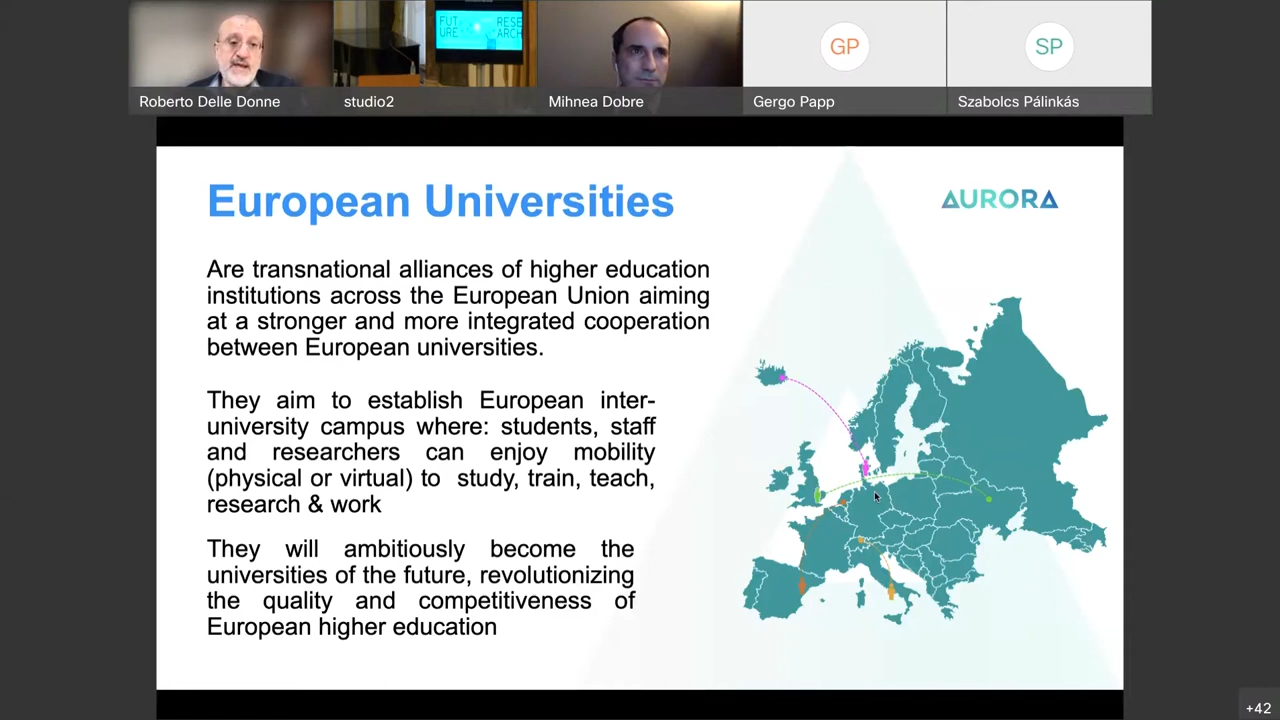 FUT
URE
RESE
ARCH
GP
SP
Roberto Delle Donne
studio2
Mihnea Dobre
Gergo Papp
Szabolcs Pálinkás
European Universities
AURORA
Are transnational alliances of higher education
institutions across the European Union aiming
at a stronger and more integrated cooperation
between European universities.
They aim to establish European inter-
university campus where: students, staff
and researchers can enjoy mobility
(physical or virtual) to study, train, teach,
research & work
They will ambitiously become the
universities of the future, revolutionizing
the quality and competitiveness of
European higher education
+42